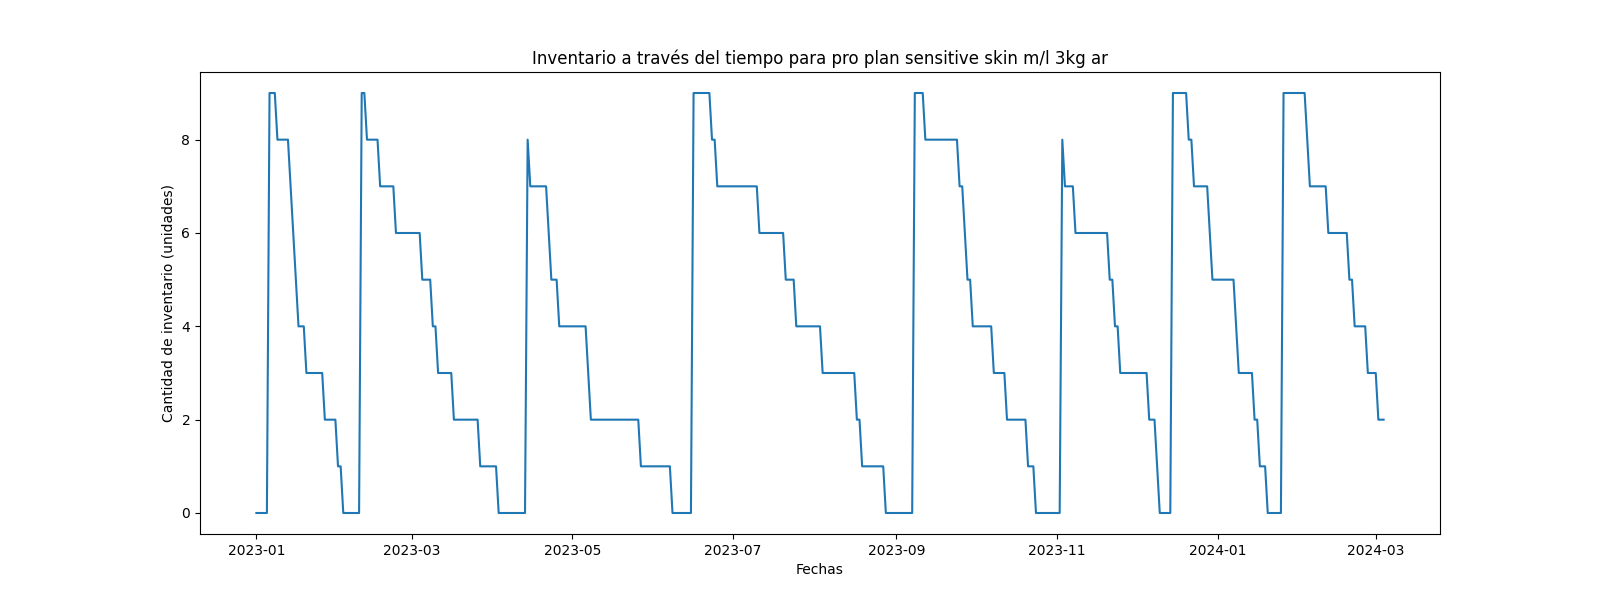 Inventario a través del tiempo para pro plan sensitive skin m/l 3kg ar
Cantidad de inventario (unidades)
8
6
4
2
0
2023-01 2023-03 2023-05 2023-07 2023-09 2023-11 2024-01 2024-03
Fechas